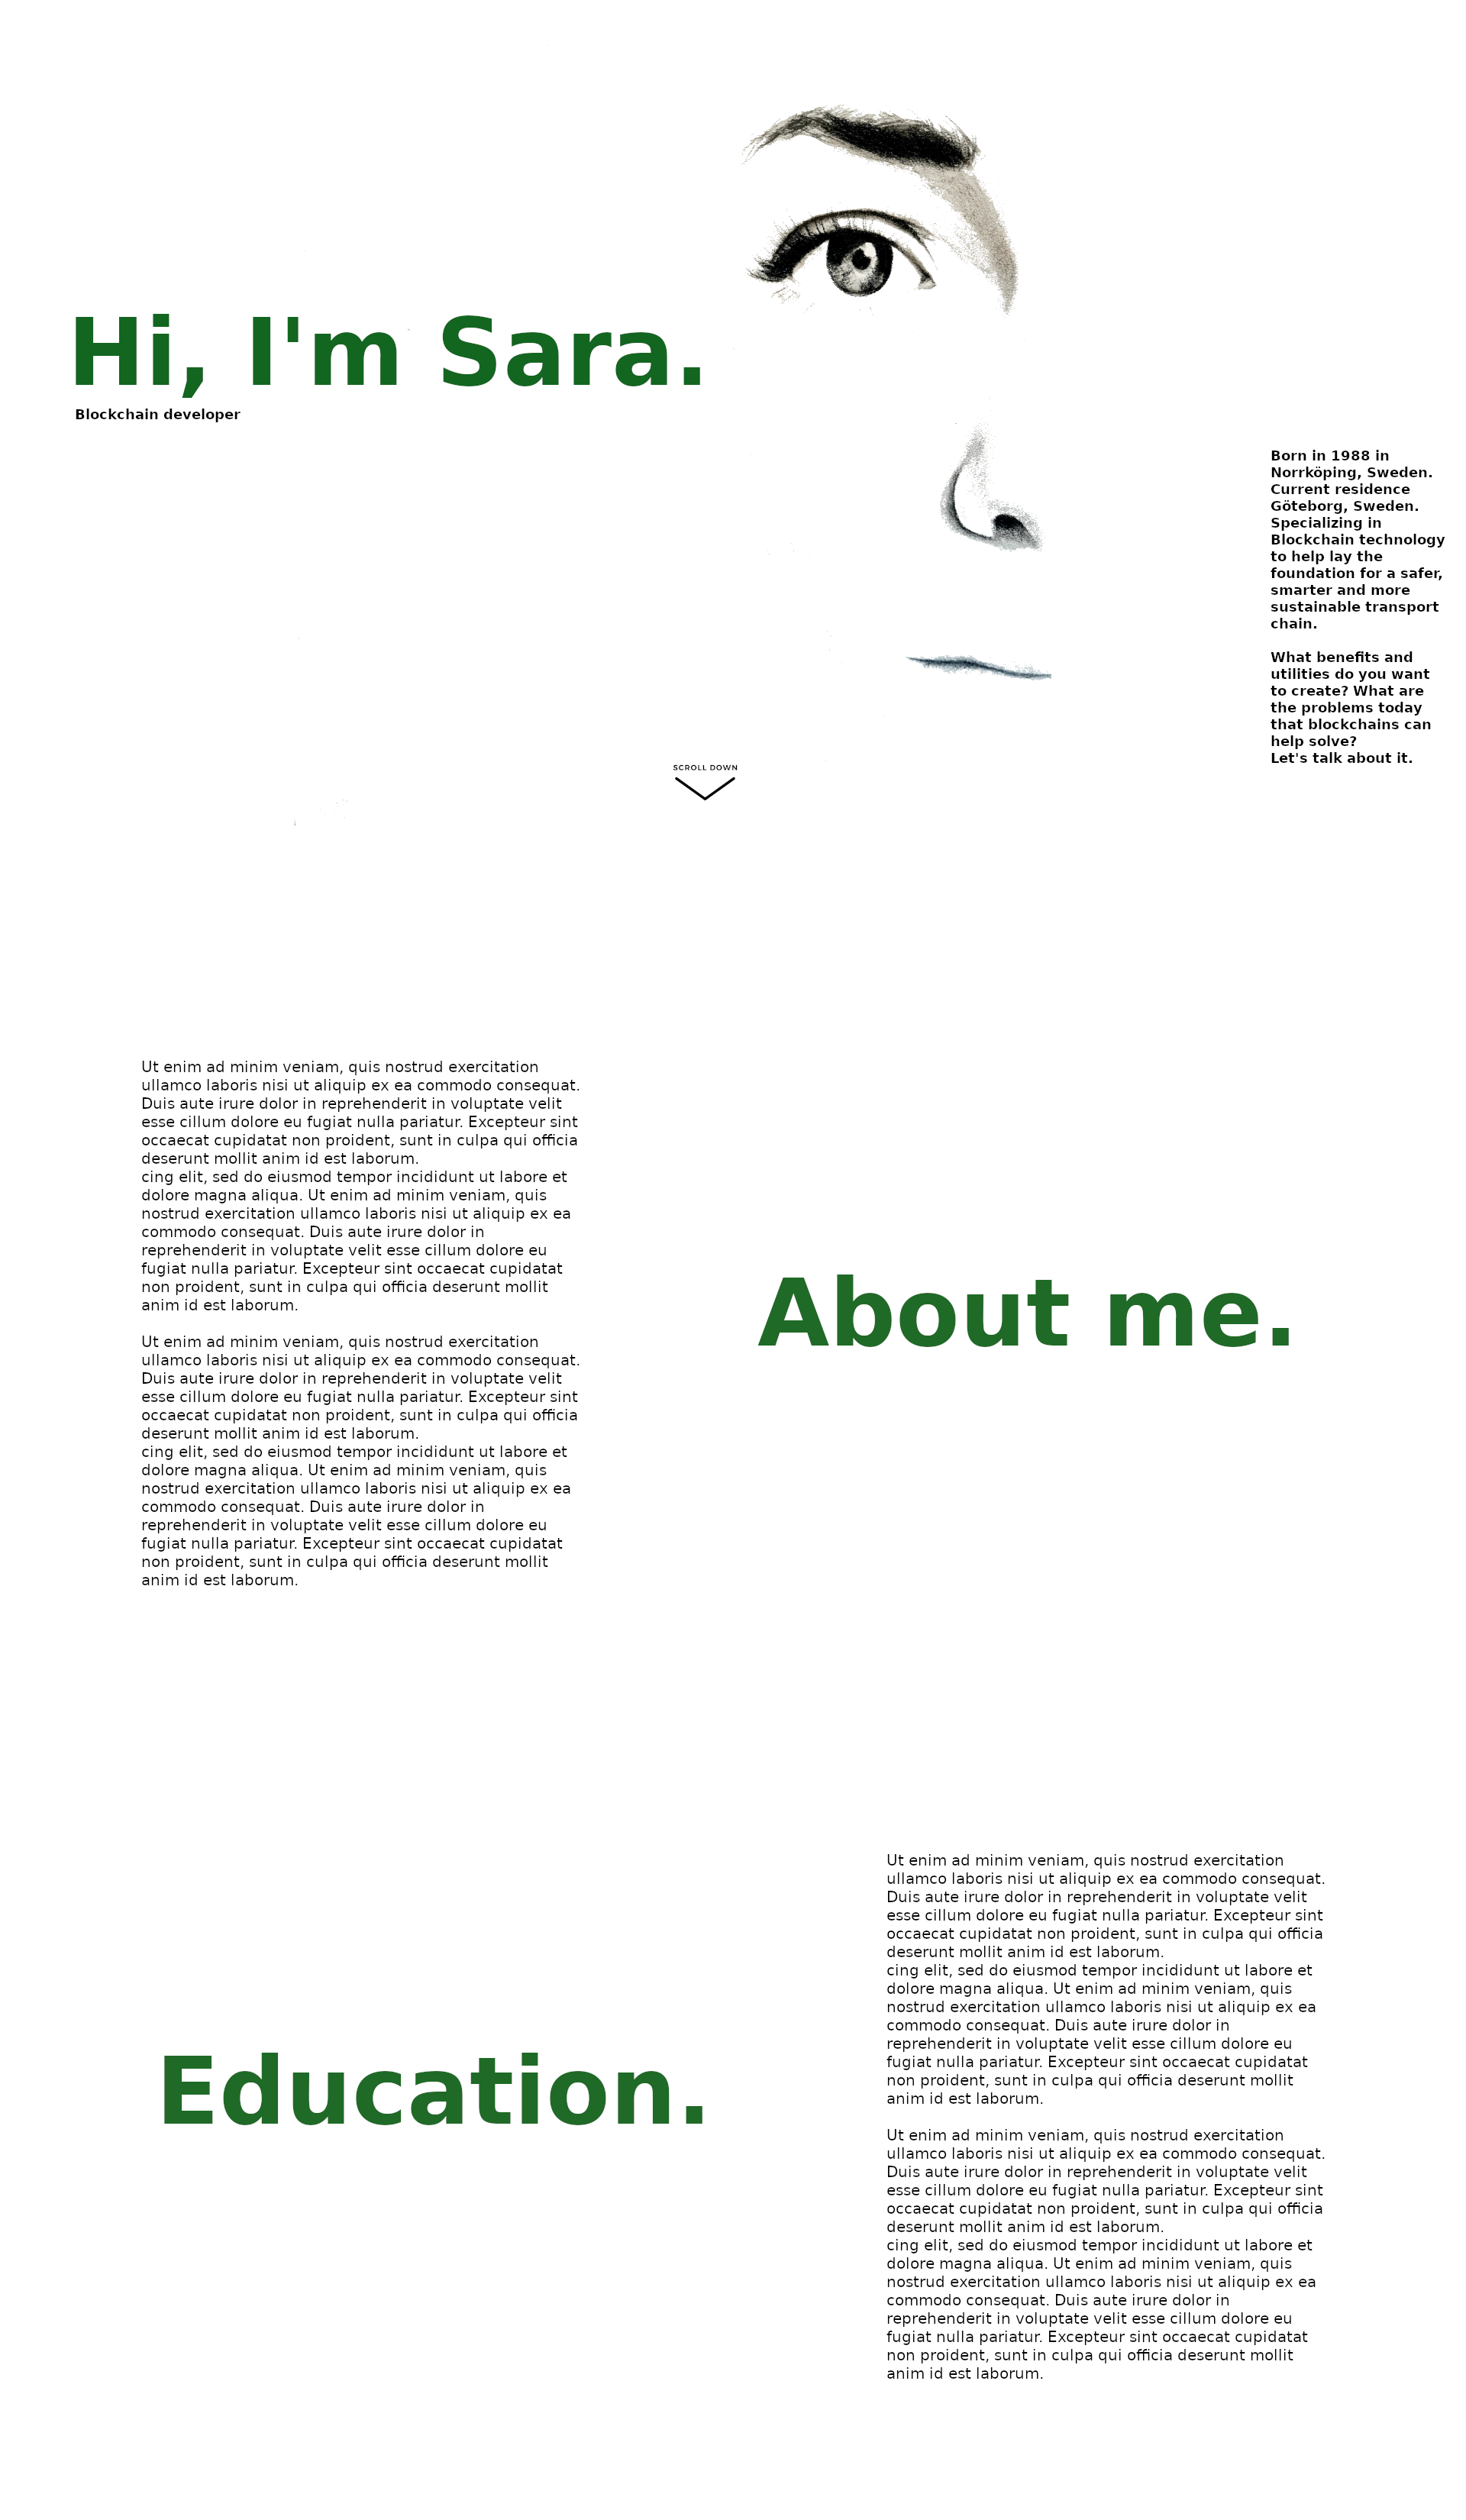 Hi, I'm Sara.
Blockchain developer
Born in 1988 in
Norrköping, Sweden.
Current residence
Göteborg, Sweden.
Specializing in
Blockchain technology
to help lay the
foundation for a safer,
smarter and more
sustainable transport
chain.
What benefits and
utilities do you want
to create? What are
the problems today
that blockchains can
help solve?
Let's talk about it.
SCROLL DOWN
Ut enim ad minim veniam, quis nostrud exercitation
ullamco laboris nisi ut aliquip ex ea commodo consequat.
Duis aute irure dolor in reprehenderit in voluptate velit
esse cillum dolore eu fugiat nulla pariatur. Excepteur sint
occaecat cupidatat non proident, sunt in culpa qui officia
deserunt mollit anim id est laborum.
cing elit, sed do eiusmod tempor incididunt ut labore et
dolore magna aliqua. Ut enim ad minim veniam, quis
nostrud exercitation ullamco laboris nisi ut aliquip ex ea
commodo consequat. Duis aute irure dolor in
reprehenderit in voluptate velit esse cillum dolore eu
fugiat nulla pariatur. Excepteur sint occaecat cupidatat
non proident, sunt in culpa qui officia deserunt mollit
anim id est laborum.
Ut enim ad minim veniam, quis nostrud exercitation
ullamco laboris nisi ut aliquip ex ea commodo consequat.
Duis aute irure dolor in reprehenderit in voluptate velit
esse cillum dolore eu fugiat nulla pariatur. Excepteur sint
occaecat cupidatat non proident, sunt in culpa qui officia
deserunt mollit anim id est laborum.
cing elit, sed do eiusmod tempor incididunt ut labore et
dolore magna aliqua. Ut enim ad minim veniam, quis
nostrud exercitation ullamco laboris nisi ut aliquip ex ea
commodo consequat. Duis aute irure dolor in
reprehenderit in voluptate velit esse cillum dolore eu
fugiat nulla pariatur. Excepteur sint occaecat cupidatat
non proident, sunt in culpa qui officia deserunt mollit
anim id est laborum.
About me.
Education.
Ut enim ad minim veniam, quis nostrud exercitation
ullamco laboris nisi ut aliquip ex ea commodo consequat.
Duis aute irure dolor in reprehenderit in voluptate velit
esse cillum dolore eu fugiat nulla pariatur. Excepteur sint
occaecat cupidatat non proident, sunt in culpa qui officia
deserunt mollit anim id est laborum.
cing elit, sed do eiusmod tempor incididunt ut labore et
dolore magna aliqua. Ut enim ad minim veniam, quis
nostrud exercitation ullamco laboris nisi ut aliquip ex ea
commodo consequat. Duis aute irure dolor in
reprehenderit in voluptate velit esse cillum dolore eu
fugiat nulla pariatur. Excepteur sint occaecat cupidatat
non proident, sunt in culpa qui officia deserunt mollit
anim id est laborum.
Ut enim ad minim veniam, quis nostrud exercitation
ullamco laboris nisi ut aliquip ex ea commodo consequat.
Duis aute irure dolor in reprehenderit in voluptate velit
esse cillum dolore eu fugiat nulla pariatur. Excepteur sint
occaecat cupidatat non proident, sunt in culpa qui officia
deserunt mollit anim id est laborum.
cing elit, sed do eiusmod tempor incididunt ut labore et
dolore magna aliqua. Ut enim ad minim veniam, quis
nostrud exercitation ullamco laboris nisi ut aliquip ex ea
commodo consequat. Duis aute irure dolor in
reprehenderit in voluptate velit esse cillum dolore eu
fugiat nulla pariatur. Excepteur sint occaecat cupidatat
non proident, sunt in culpa qui officia deserunt mollit
anim id est laborum.